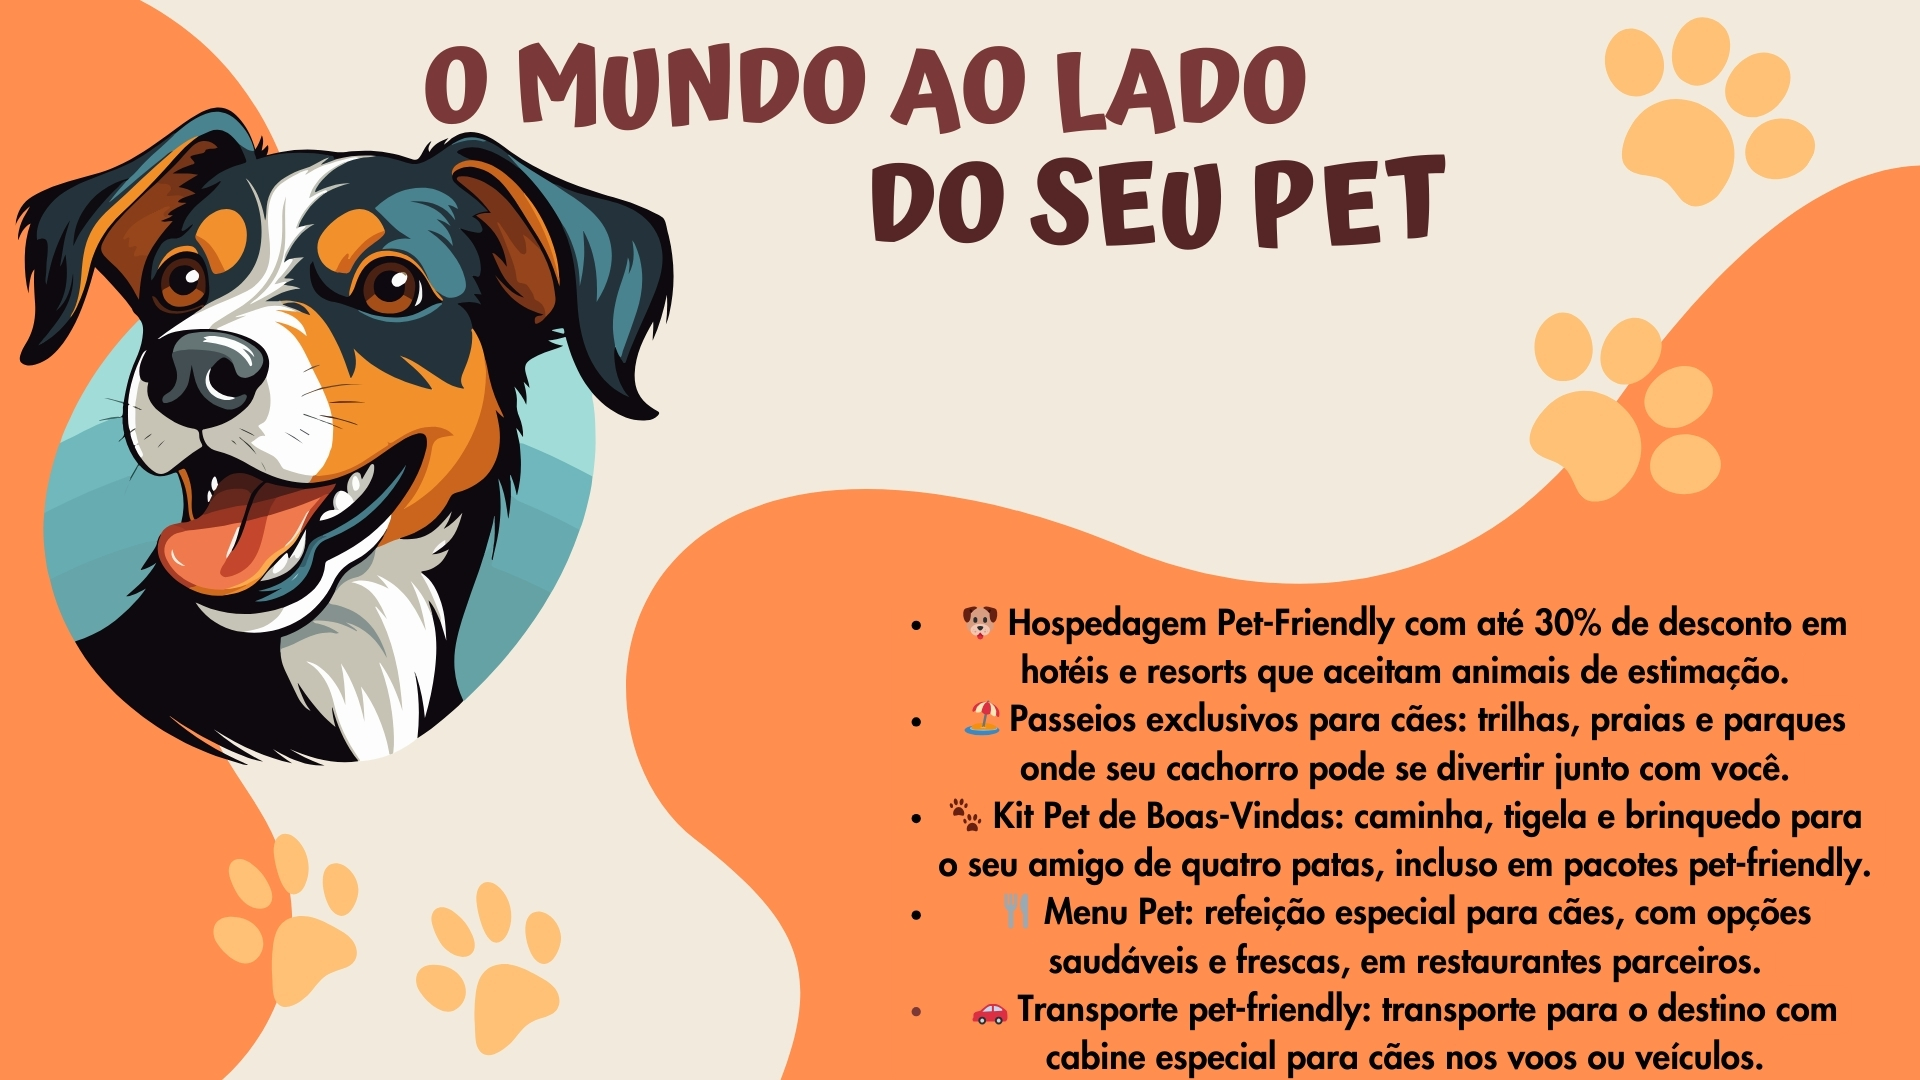 O MUNDO AO LADO
DO SEU PET
• 🐶 Hospedagem Pet-Friendly com até 30% de desconto em
hotéis e resorts que aceitam animais de estimação.
• 🏖️ Passeios exclusivos para cães: trilhas, praias e parques
onde seu cachorro pode se divertir junto com você.
• 🐾 Kit Pet de Boas-Vindas: caminha, tigela e brinquedo para
o seu amigo de quatro patas, incluso em pacotes pet-friendly.
• 🍴 Menu Pet: refeição especial para cães, com opções
saudáveis e frescas, em restaurantes parceiros.
• 🚗 Transporte pet-friendly: transporte para o destino com
cabine especial para cães nos voos ou veículos.